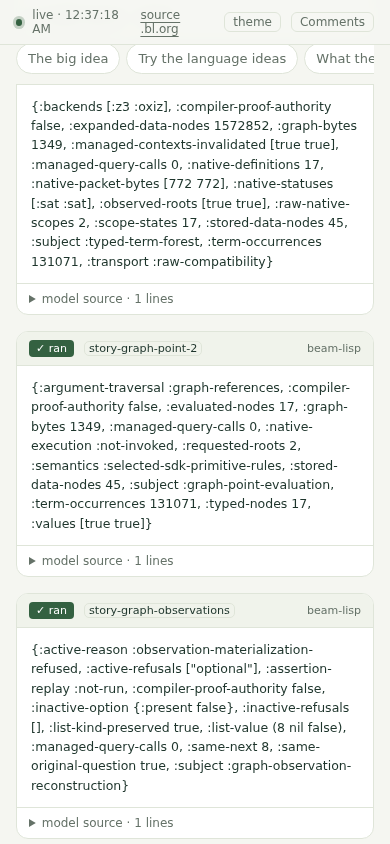 live · 12:37:18 AM
source.bl.org
theme
Comments
The big idea
Try the language ideas
What the
{:backends [:z3 :oxiz], :compiler-proof-authority
false, :expanded-data-nodes 1572852, :graph-bytes
1349, :managed-contexts-invalidated [true true],
:managed-query-calls 0, :native-definitions 17,
:native-packet-bytes [772 772], :native-statuses
[:sat :sat], :observed-roots [true true], :raw-native-
scopes 2, :scope-states 17, :stored-data-nodes 45,
:subject :typed-term-forest, :term-occurrences
131071, :transport :raw-compatibility}
▶ model source · 1 lines
✓ ran story-graph-point-2 beam-lisp
{:argument-traversal :graph-references, :compiler-
proof-authority false, :evaluated-nodes 17, :graph-
bytes 1349, :managed-query-calls 0, :native-
execution :not-invoked, :requested-roots 2,
:semantics :selected-sdk-primitive-rules, :stored-
data-nodes 45, :subject :graph-point-evaluation,
:term-occurrences 131071, :typed-nodes 17,
:values [true true]}
▶ model source · 1 lines
✓ ran story-graph-observations beam-lisp
{:active-reason :observation-materialization-
refused, :active-refusals ["optional"], :assertion-
replay :not-run, :compiler-proof-authority false,
:inactive-option {:present false}, :inactive-refusals
[], :list-kind-preserved true, :list-value (8 nil false),
:managed-query-calls 0, :same-next 8, :same-
original-question true, :subject :graph-observation-
reconstruction}
▶ model source · 1 lines